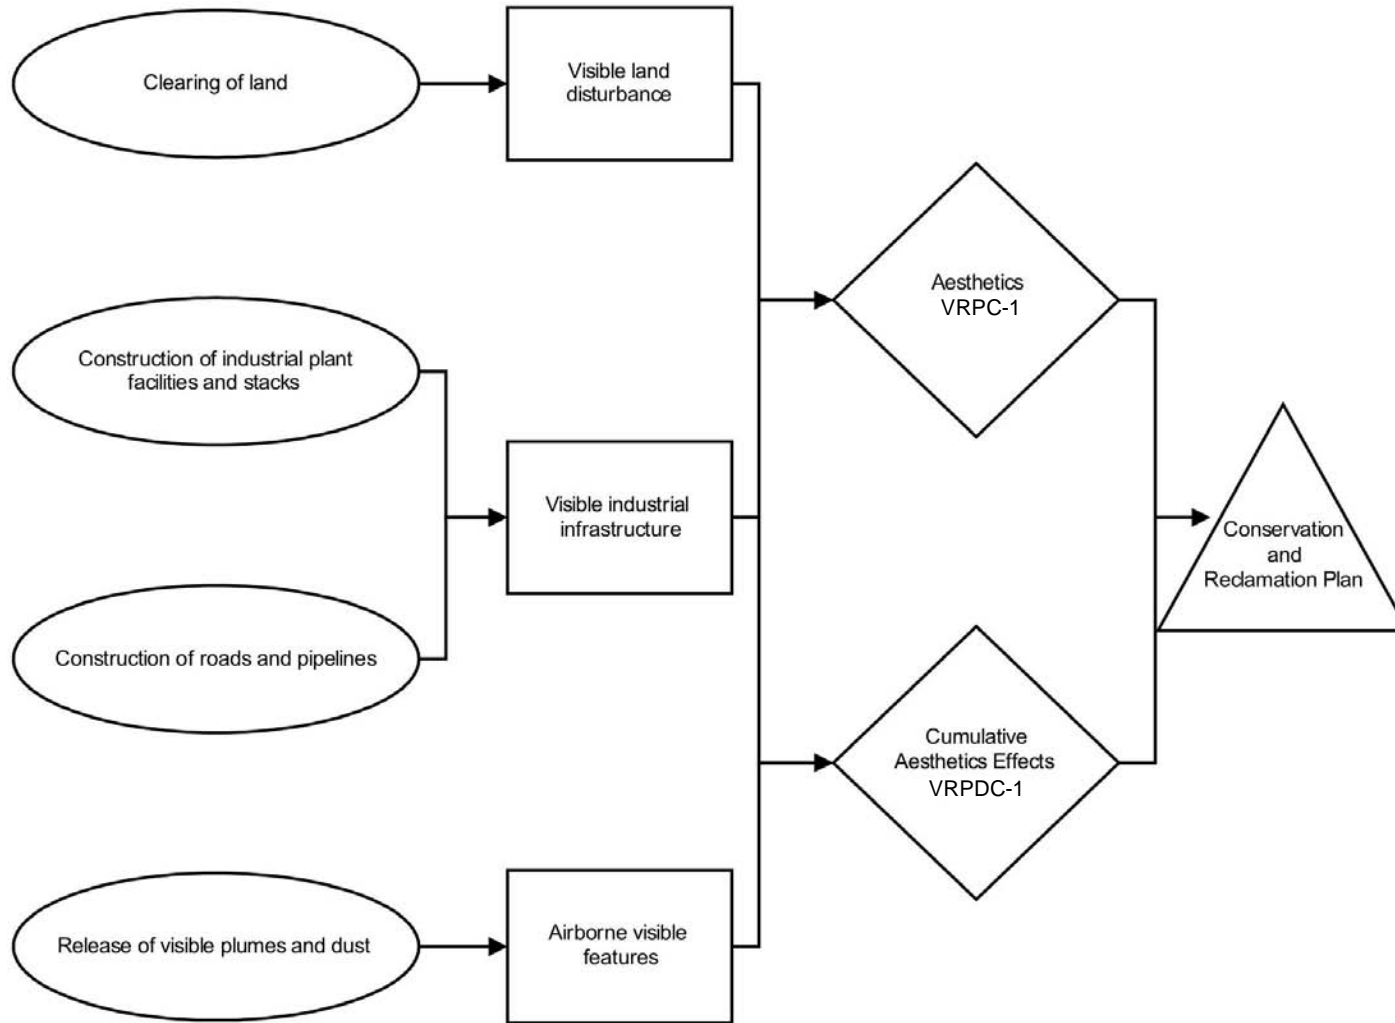 Clearing of land
Visible land
disturbance
Aesthetics
VRPC-1
Construction of industrial plant
facilities and stacks
Visible industrial
infrastructure
Conservation
and
Reclamation Plan
Construction of roads and pipelines
Cumulative
Aesthetics Effects
VRPDC-1
Release of visible plumes and dust
Airborne visible
features